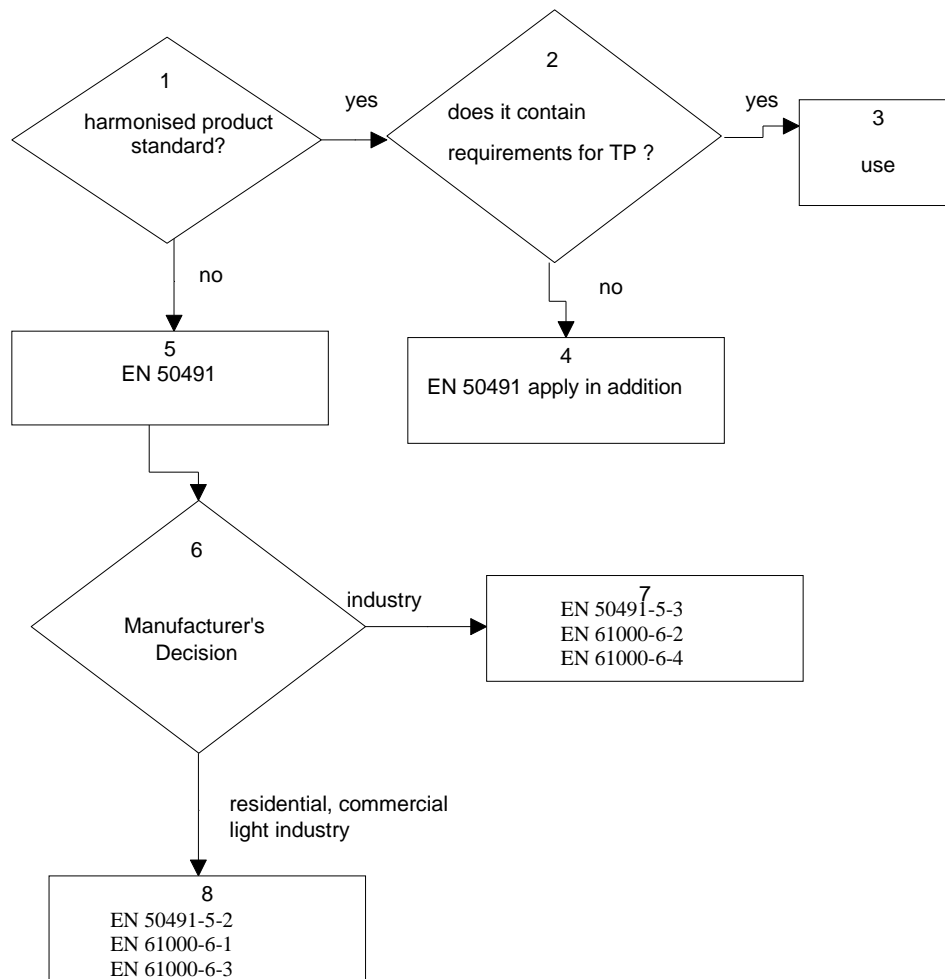 1
harmonised product
standard?
yes
2
does it contain
requirements for TP ?
yes
3
use
no
no
5
EN 50491
4
EN 50491 apply in addition
6
Manufacturer's
Decision
industry
7
EN 50491-5-3
EN 61000-6-2
EN 61000-6-4
residential, commercial
light industry
8
EN 50491-5-2
EN 61000-6-1
EN 61000-6-3